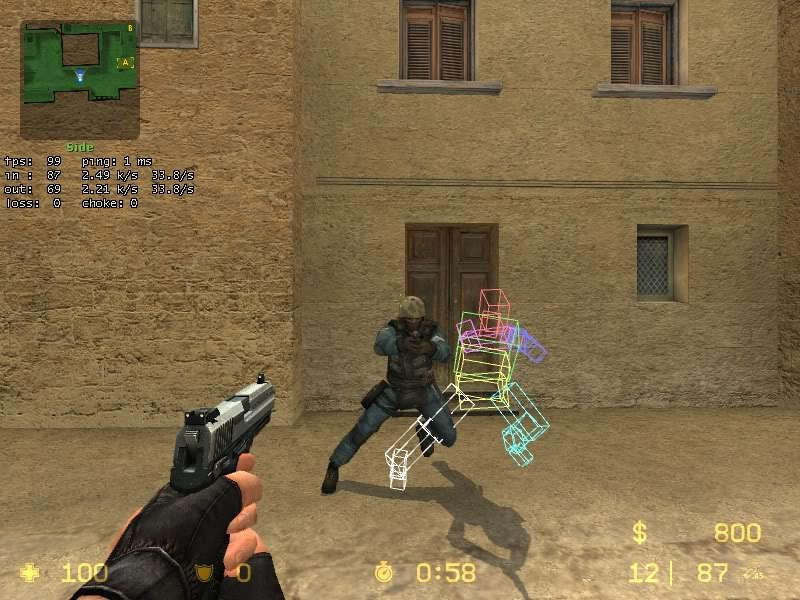 B
A
Side
fps: 99 ping: 1 ms
in : 87 2.49 k/s 33.8/s
out: 69 2.21 k/s 33.8/s
loss: 0 choke: 0
$ 800
100 0 0:58 12| 87